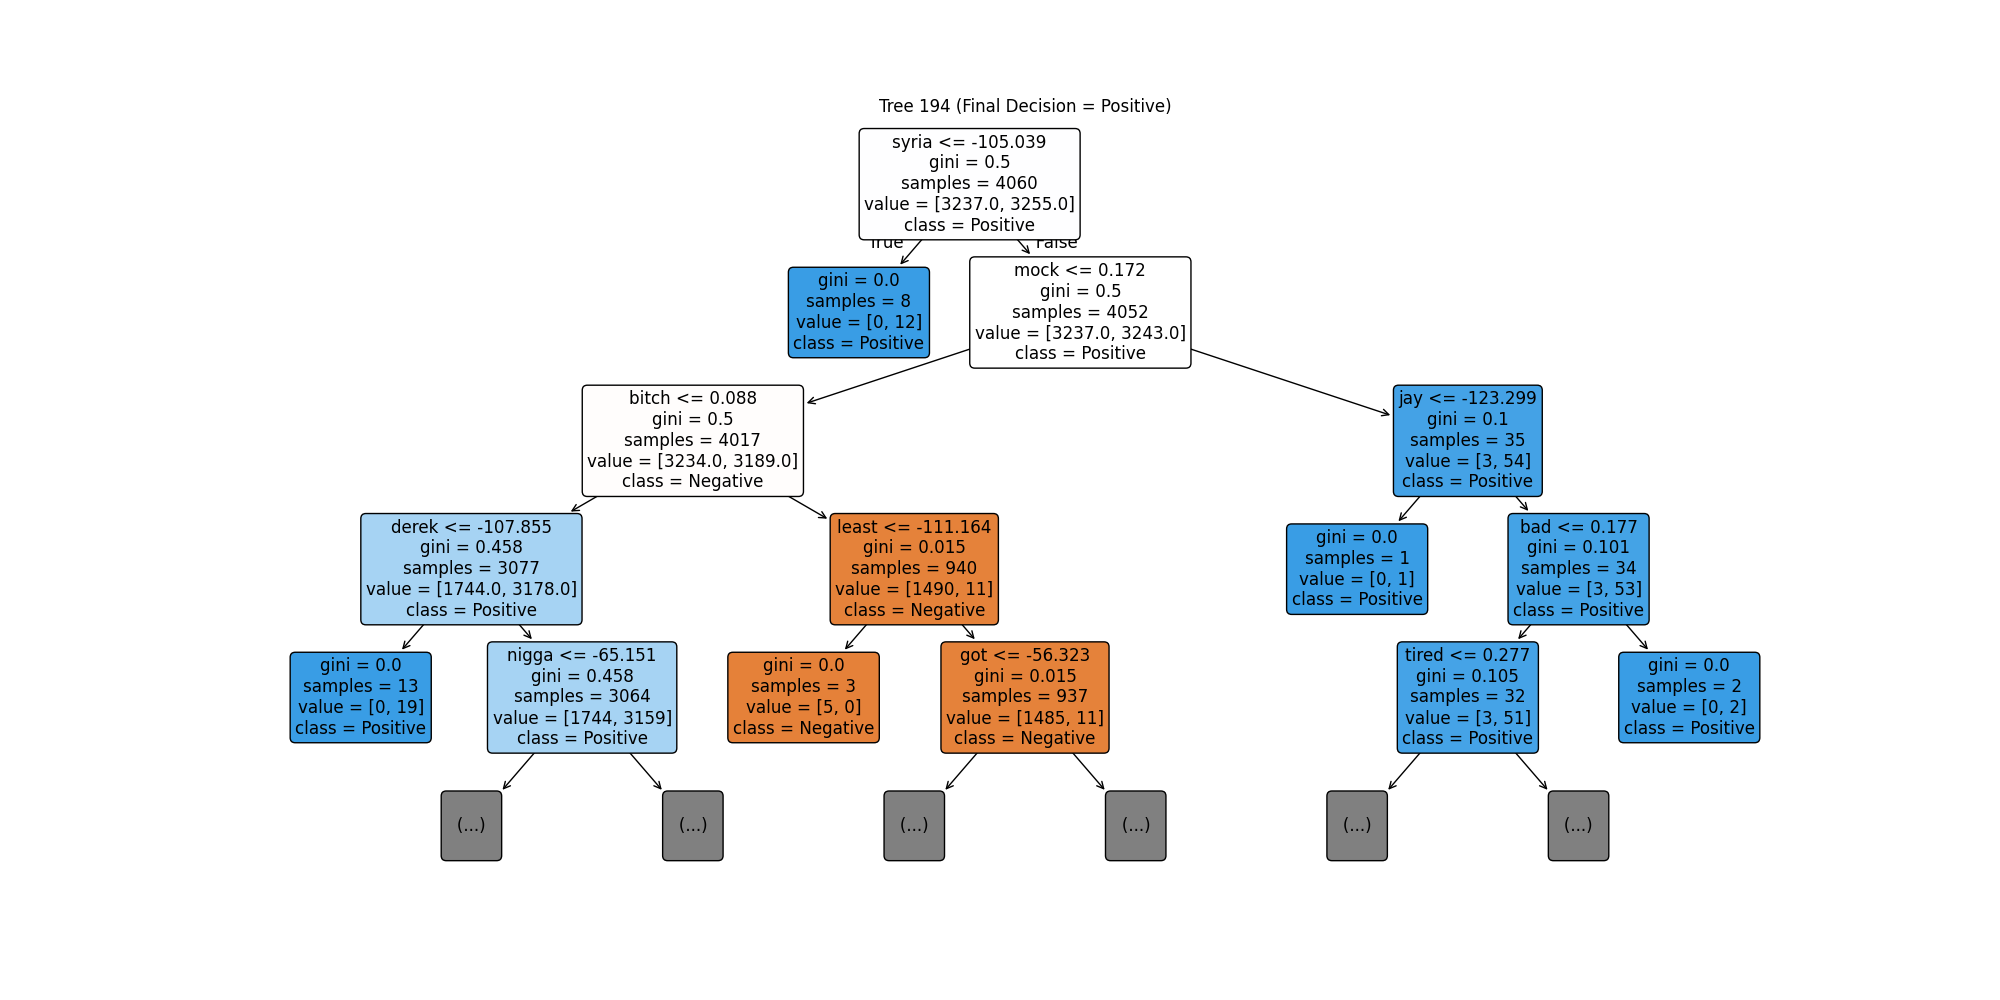 Tree 194 (Final Decision = Positive)
syria <= -105.039
gini = 0.5
samples = 4060
value = [3237.0, 3255.0]
class = Positive
True
False
gini = 0.0
samples = 8
value = [0, 12]
class = Positive
mock <= 0.172
gini = 0.5
samples = 4052
value = [3237.0, 3243.0]
class = Positive
bitch <= 0.088
gini = 0.5
samples = 4017
value = [3234.0, 3189.0]
class = Negative
jay <= -123.299
gini = 0.1
samples = 35
value = [3, 54]
class = Positive
derek <= -107.855
gini = 0.458
samples = 3077
value = [1744.0, 3178.0]
class = Positive
least <= -111.164
gini = 0.015
samples = 940
value = [1490, 11]
class = Negative
gini = 0.0
samples = 1
value = [0, 1]
class = Positive
bad <= 0.177
gini = 0.101
samples = 34
value = [3, 53]
class = Positive
gini = 0.0
samples = 13
value = [0, 19]
class = Positive
nigga <= -65.151
gini = 0.458
samples = 3064
value = [1744, 3159]
class = Positive
gini = 0.0
samples = 3
value = [5, 0]
class = Negative
got <= -56.323
gini = 0.015
samples = 937
value = [1485, 11]
class = Negative
tired <= 0.277
gini = 0.105
samples = 32
value = [3, 51]
class = Positive
gini = 0.0
samples = 2
value = [0, 2]
class = Positive
(...)
(...)
(...)
(...)
(...)
(...)